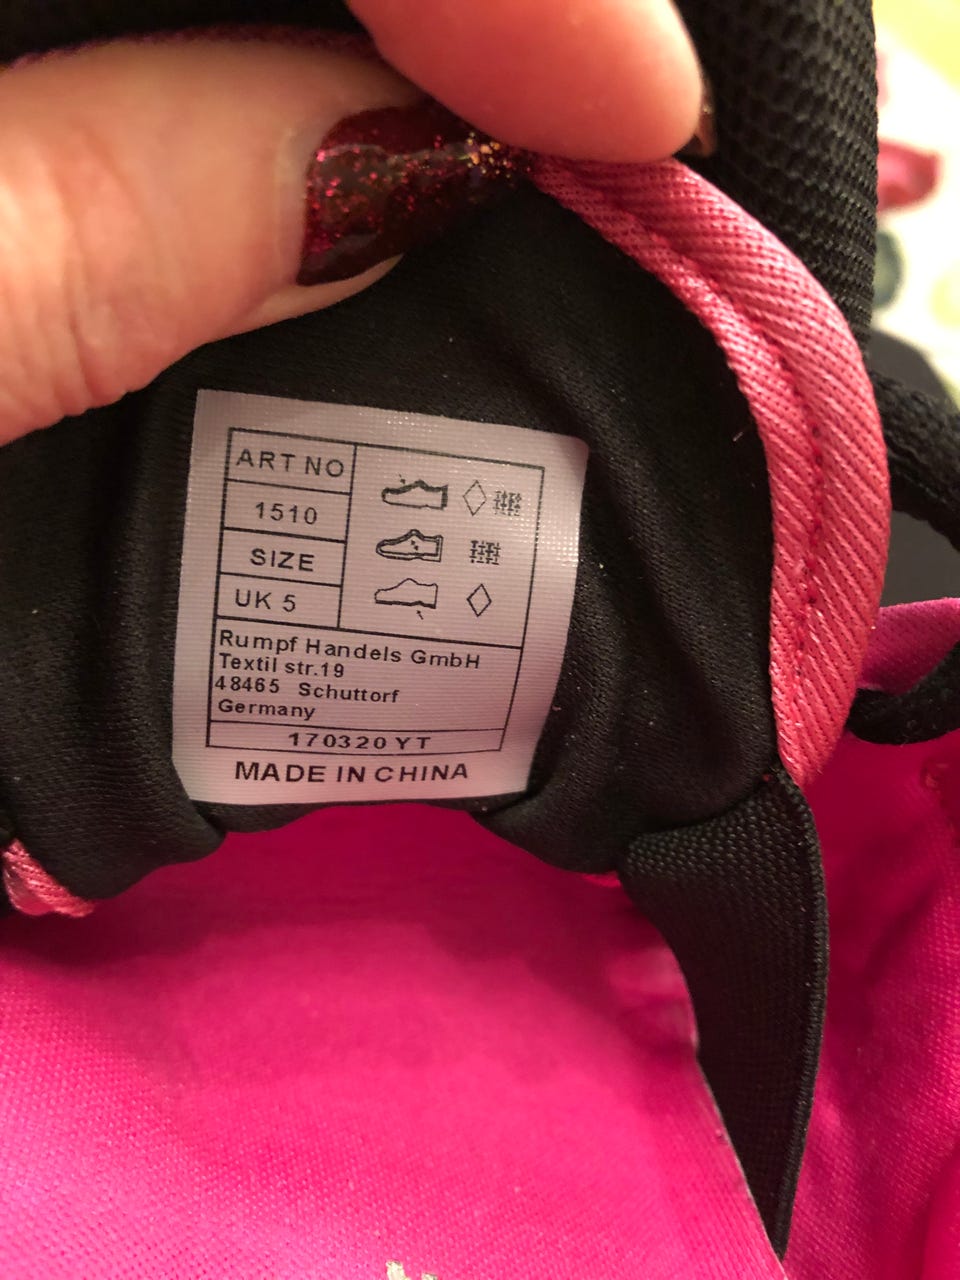 ART NO
1510
SIZE
UK 5
Rumpf Handels GmbH
Textil str.19
48465 Schuttorf
Germany
170320 YT
MADE IN CHINA